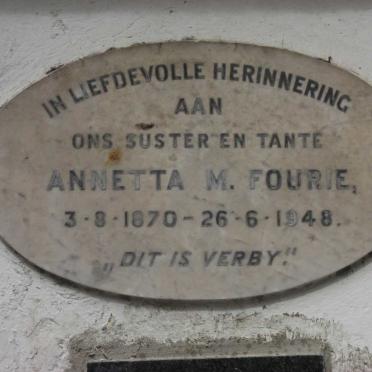 IN LIEFDEVOLLE HERINNERING
AAN
ONS SUSTER EN TANTE
ANNETTA M. FOURIE,
3-8-1870-26-6-1948.
„DIT IS VERBY."